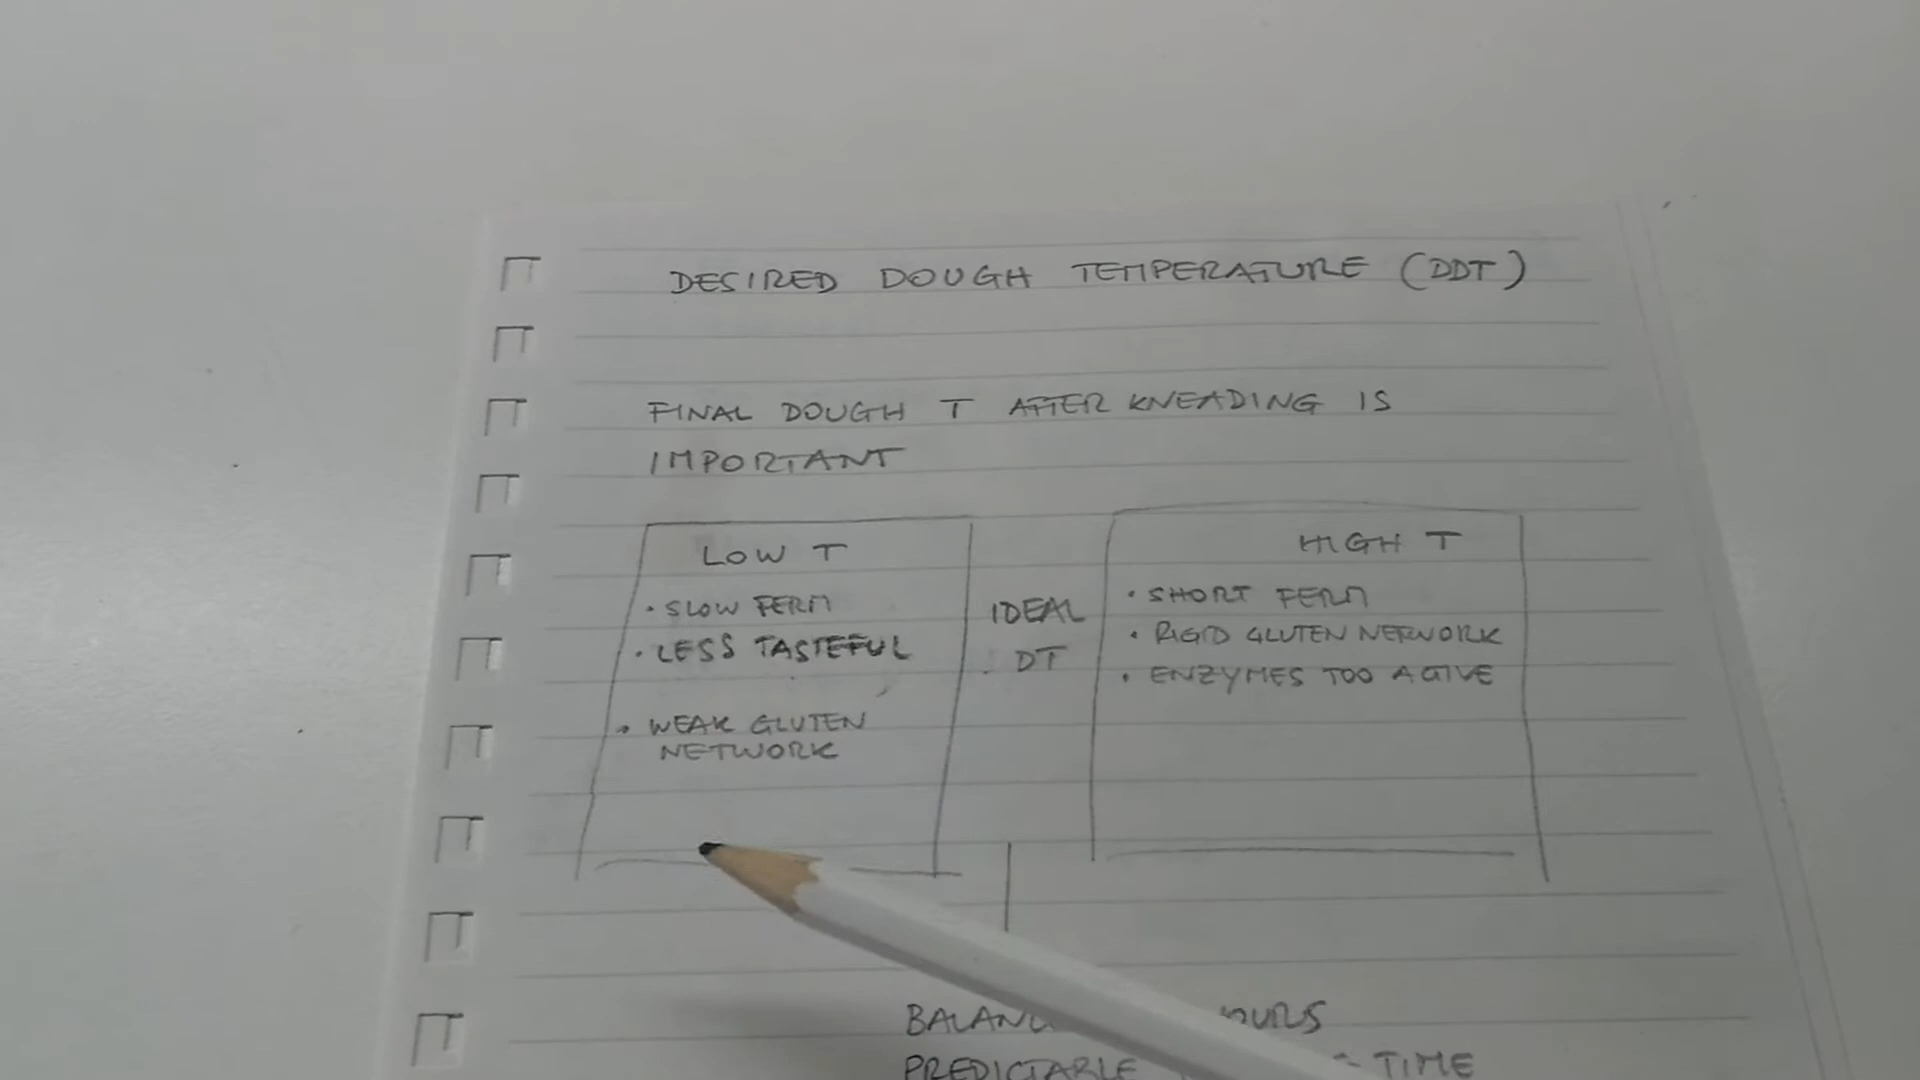 DESIRED DOUGH TEMPERATURE (DDT)
FINAL DOUGH T AFTER KNEADING IS
IMPORTANT
LOW T
• SLOW FERM
• LESS TASTEFUL
• WEAK GLUTEN
NETWORK
IDEAL
DT
HIGH T
• SHORT FERM
• RIGID GLUTEN NETWORK
• ENZYMES TOO ACTIVE
PREDICTABLE TIME